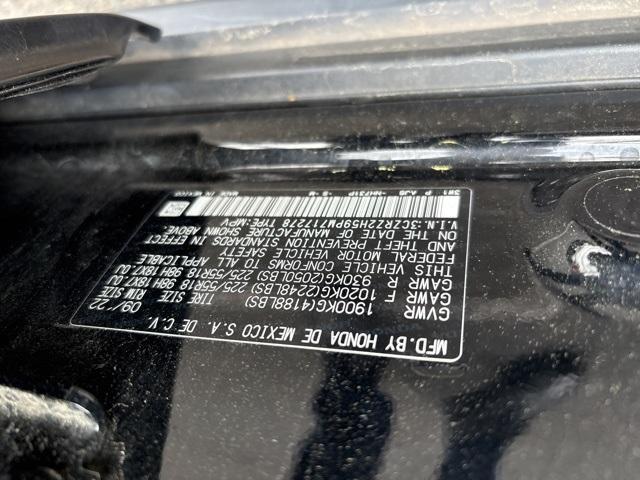 MFD.BY HONDA DE MEXICO S.A. DE C.V. 09/22
GVWR 1900KG(4188LBS) TIRE SIZE RIM SIZE
GAWR F 1020KG(2248LBS) 225/55R18 98H 18X7.0J
GAWR R 930KG(2050LBS) 225/55R18 98H 18X7.0J
THIS VEHICLE CONFORMS TO ALL APPLICABLE
FEDERAL MOTOR VEHICLE SAFETY
AND THEFT PREVENTION STANDARDS IN EFFECT
ON THE DATE OF MANUFACTURE SHOWN ABOVE.
V.I.N.:3CZRZ2H59PM717278 TYPE:MPV
3R1 P AJG -NH731P -B-M MADE IN MEXICO